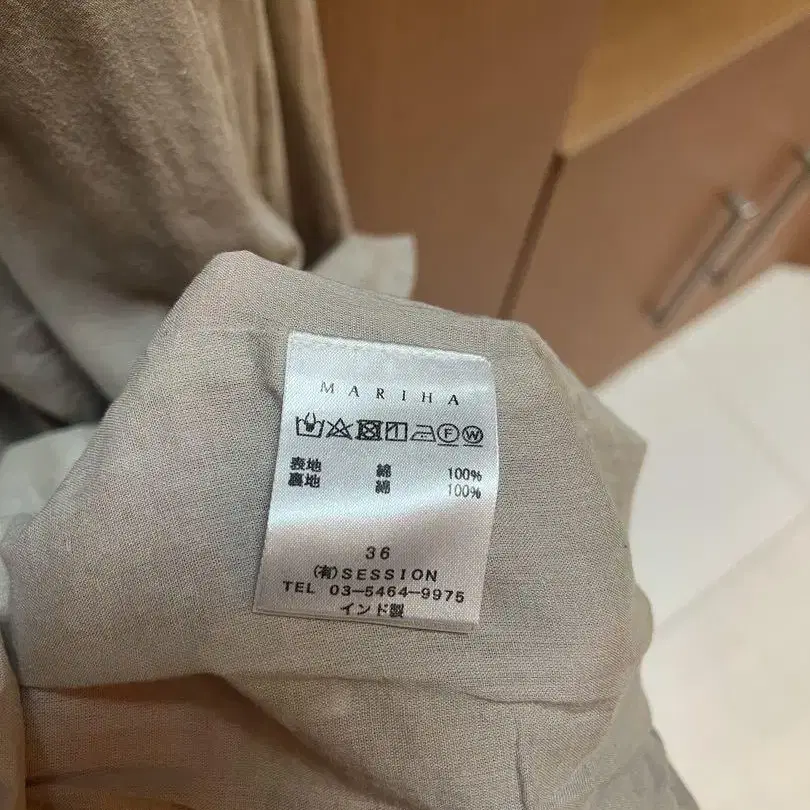 MARIHA
F W
表地 綿 100%
裏地 綿 100%
36
(有)SESSION
TEL 03-5464-9975
インド製